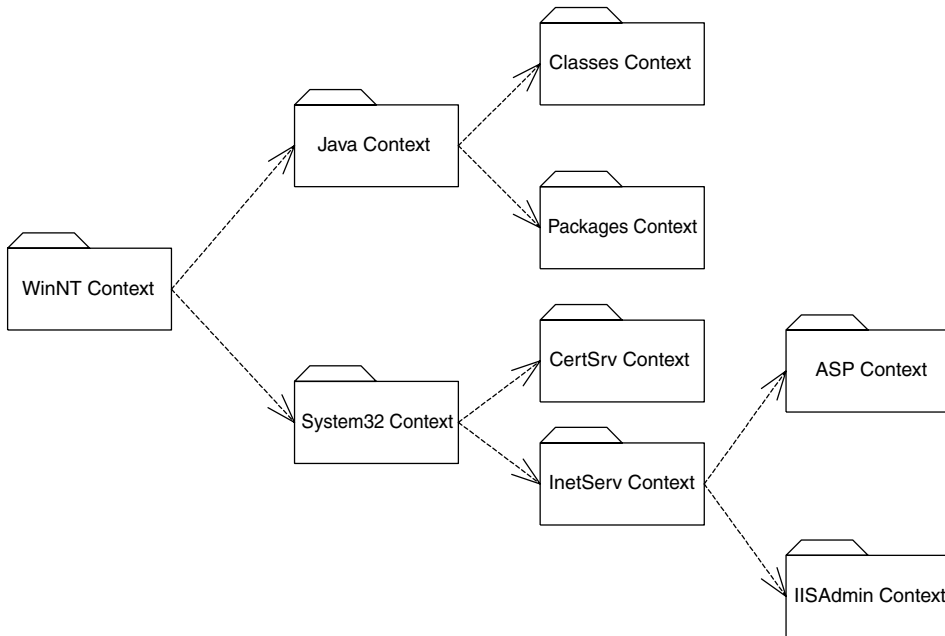 Classes Context
Java Context
Packages Context
WinNT Context
CertSrv Context
ASP Context
System32 Context
InetServ Context
IISAdmin Context